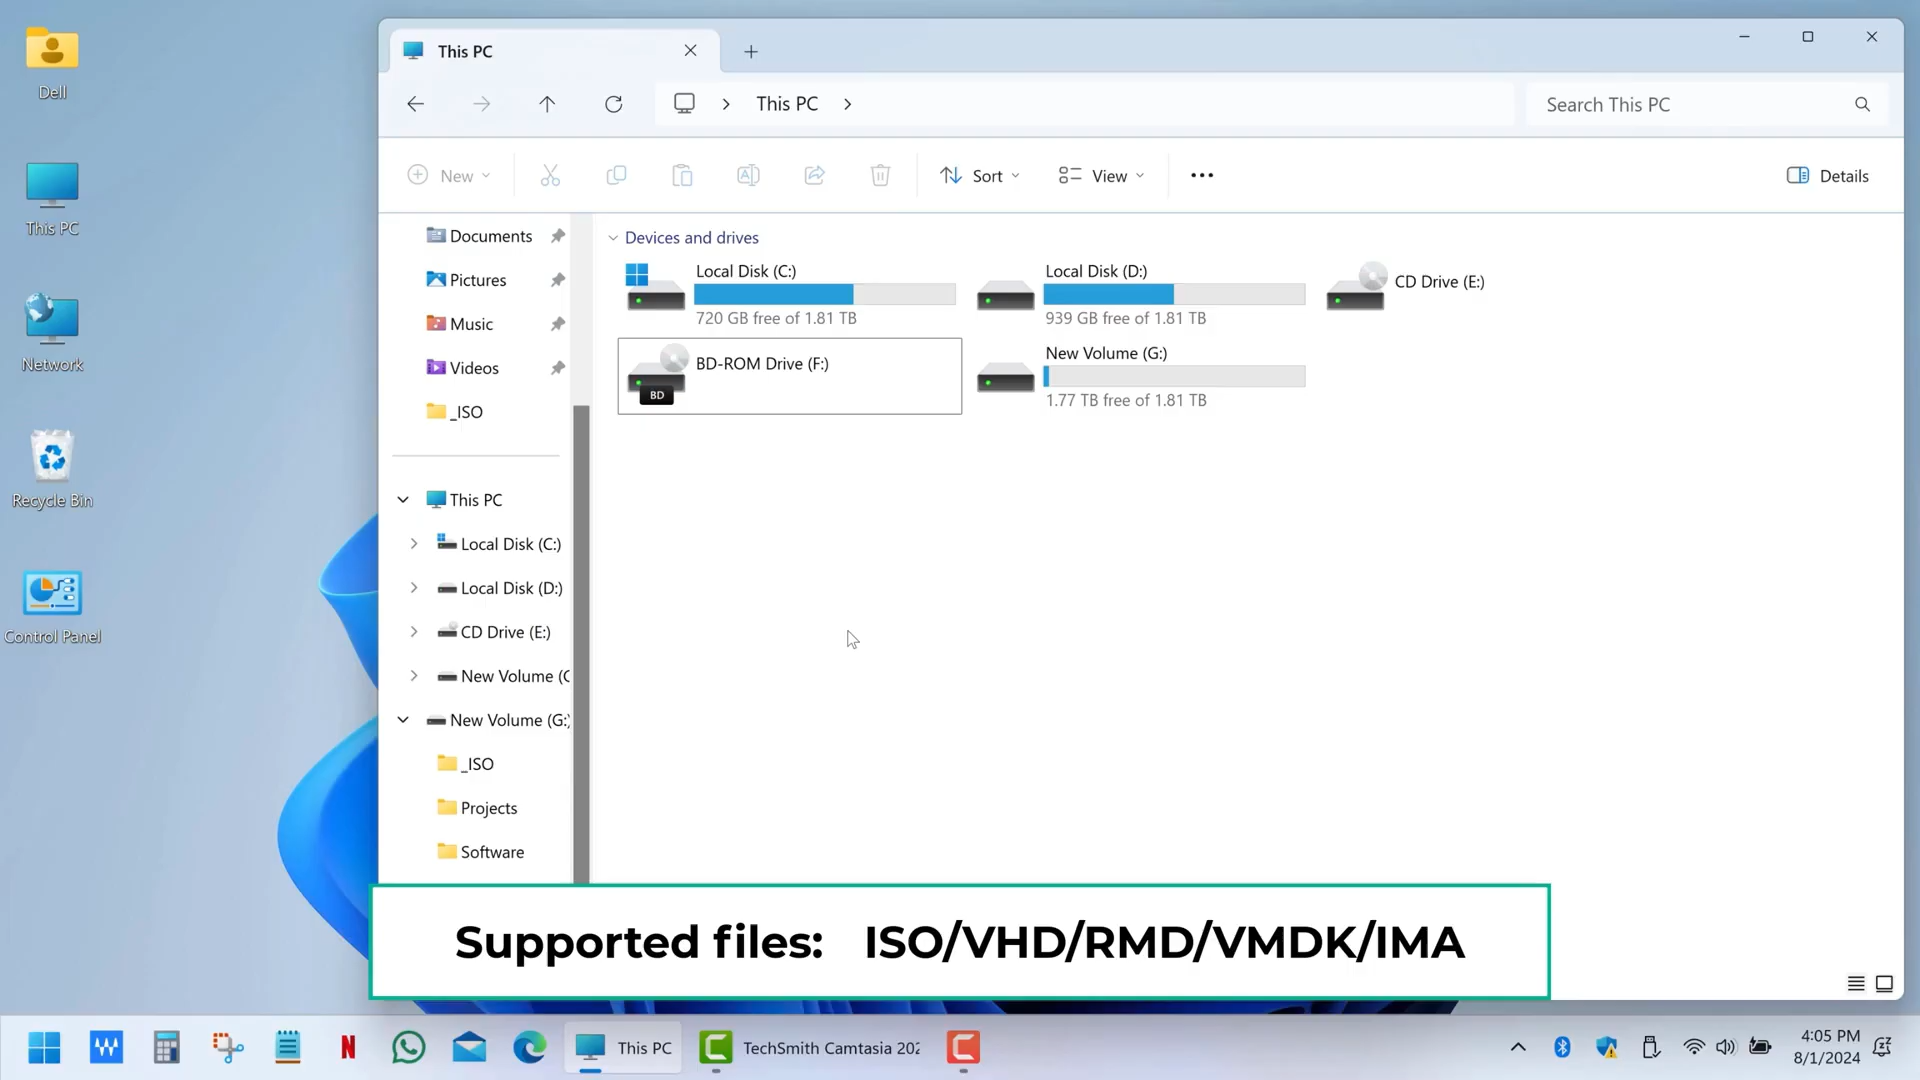 Dell
This PC
Network
Recycle Bin
Control Panel
This PC
This PC
Search This PC
New
Sort
View
Details
Documents
Pictures
Music
Videos
_ISO
This PC
Local Disk (C:)
Local Disk (D:)
CD Drive (E:)
New Volume (
New Volume (G:)
_ISO
Projects
Software
Devices and drives
Local Disk (C:)
720 GB free of 1.81 TB
Local Disk (D:)
939 GB free of 1.81 TB
CD Drive (E:)
BD
BD-ROM Drive (F:)
New Volume (G:)
1.77 TB free of 1.81 TB
Supported files: ISO/VHD/RMD/VMDK/IMA
This PC
TechSmith Camtasia 202
4:05 PM
8/1/2024